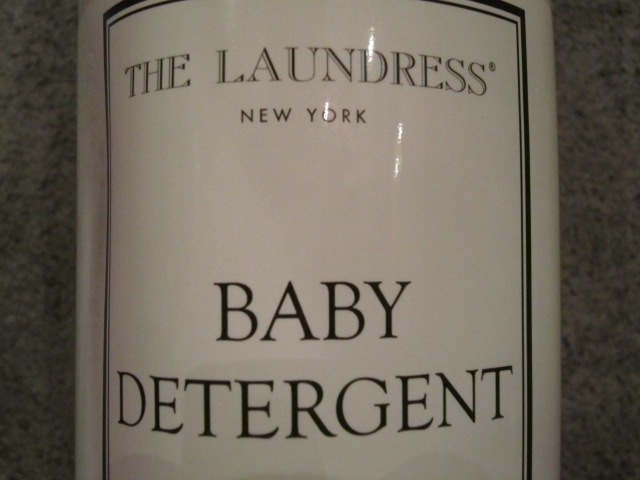 THE LAUNDRESS®
NEW YORK
BABY
DETERGENT